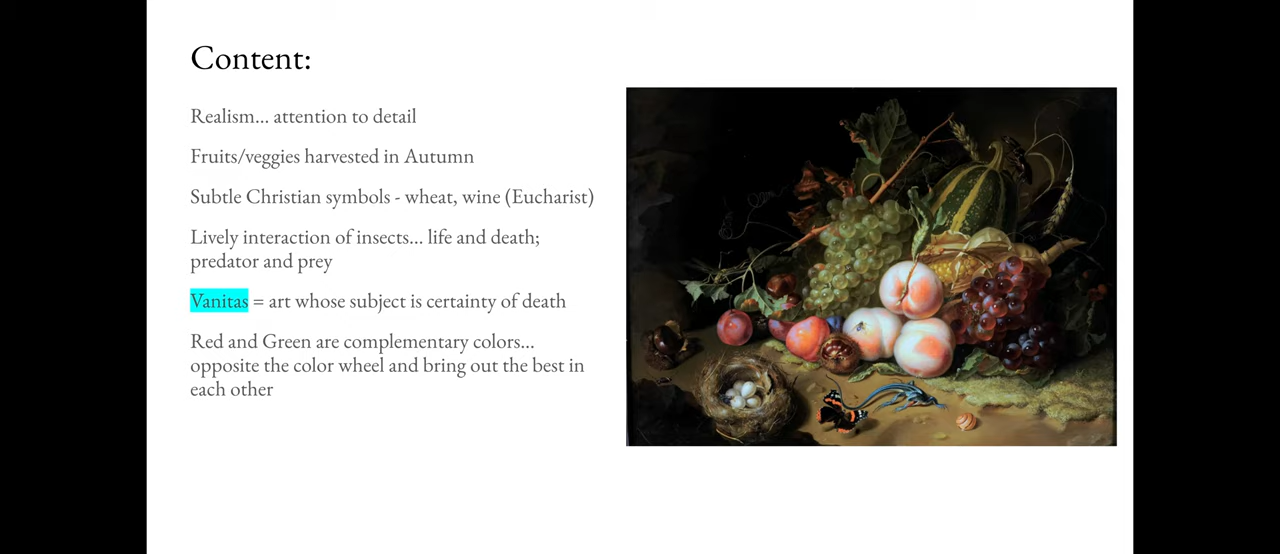 Content:
Realism... attention to detail
Fruits/veggies harvested in Autumn
Subtle Christian symbols - wheat, wine (Eucharist)
Lively interaction of insects... life and death;
predator and prey
Vanitas = art whose subject is certainty of death
Red and Green are complementary colors...
opposite the color wheel and bring out the best in
each other